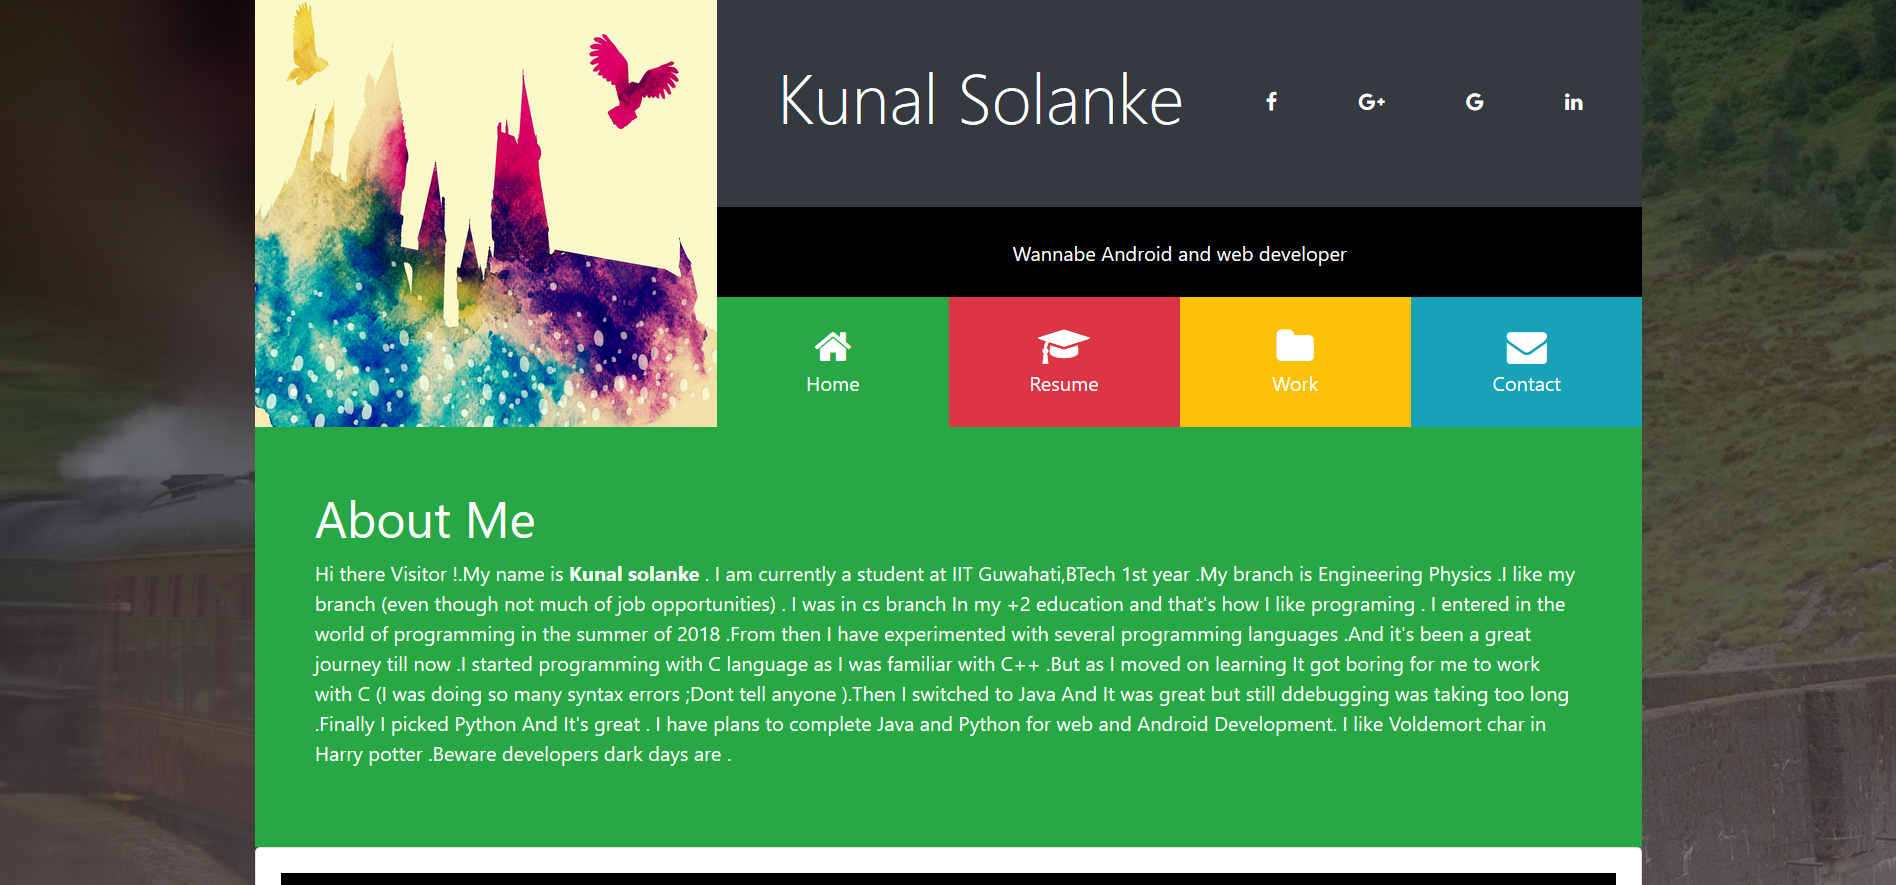 Kunal Solanke
Wannabe Android and web developer
Home
Resume
Work
Contact
About Me
Hi there Visitor !.My name is Kunal solanke . I am currently a student at IIT Guwahati,BTech 1st year .My branch is Engineering Physics .I like my
branch (even though not much of job opportunities) . I was in cs branch In my +2 education and that's how I like programing . I entered in the
world of programming in the summer of 2018 .From then I have experimented with several programming languages .And it's been a great
journey till now .I started programming with C language as I was familiar with C++ .But as I moved on learning It got boring for me to work
with C (I was doing so many syntax errors ;Dont tell anyone ).Then I switched to Java And It was great but still ddebugging was taking too long
.Finally I picked Python And It's great . I have plans to complete Java and Python for web and Android Development. I like Voldemort char in
Harry potter .Beware developers dark days are .